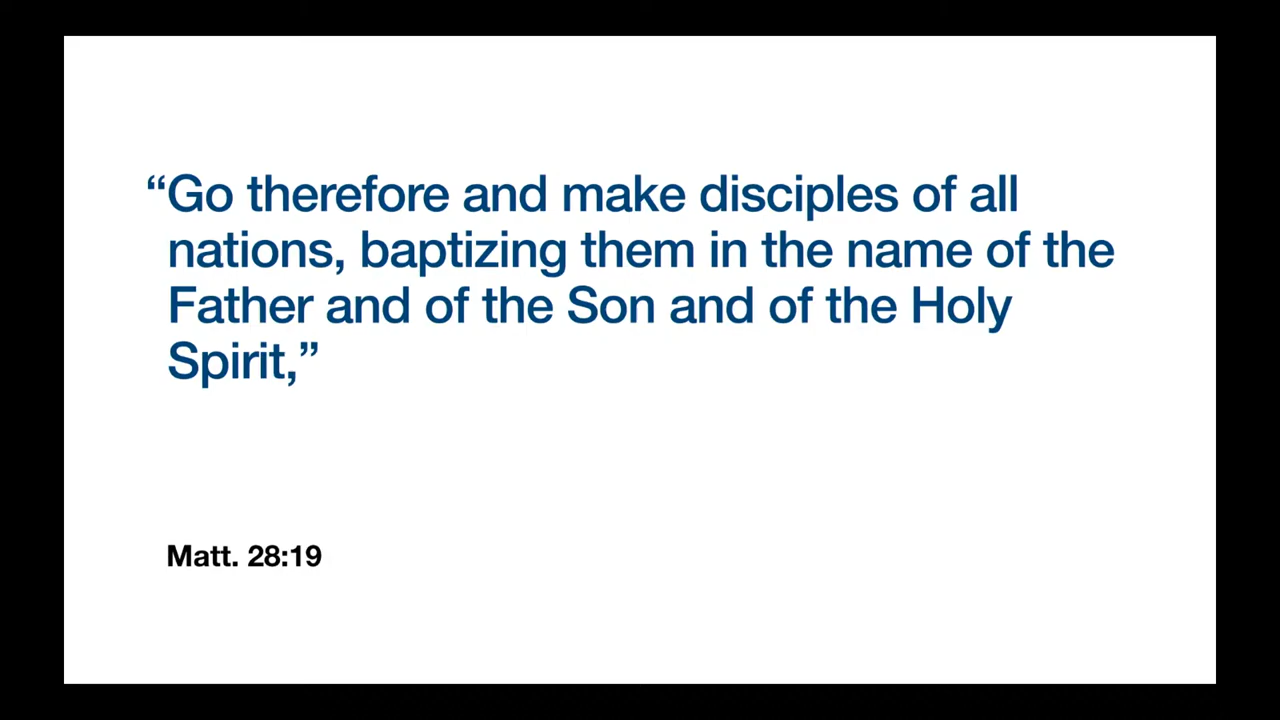 “Go therefore and make disciples of all
nations, baptizing them in the name of the
Father and of the Son and of the Holy
Spirit,”
Matt. 28:19